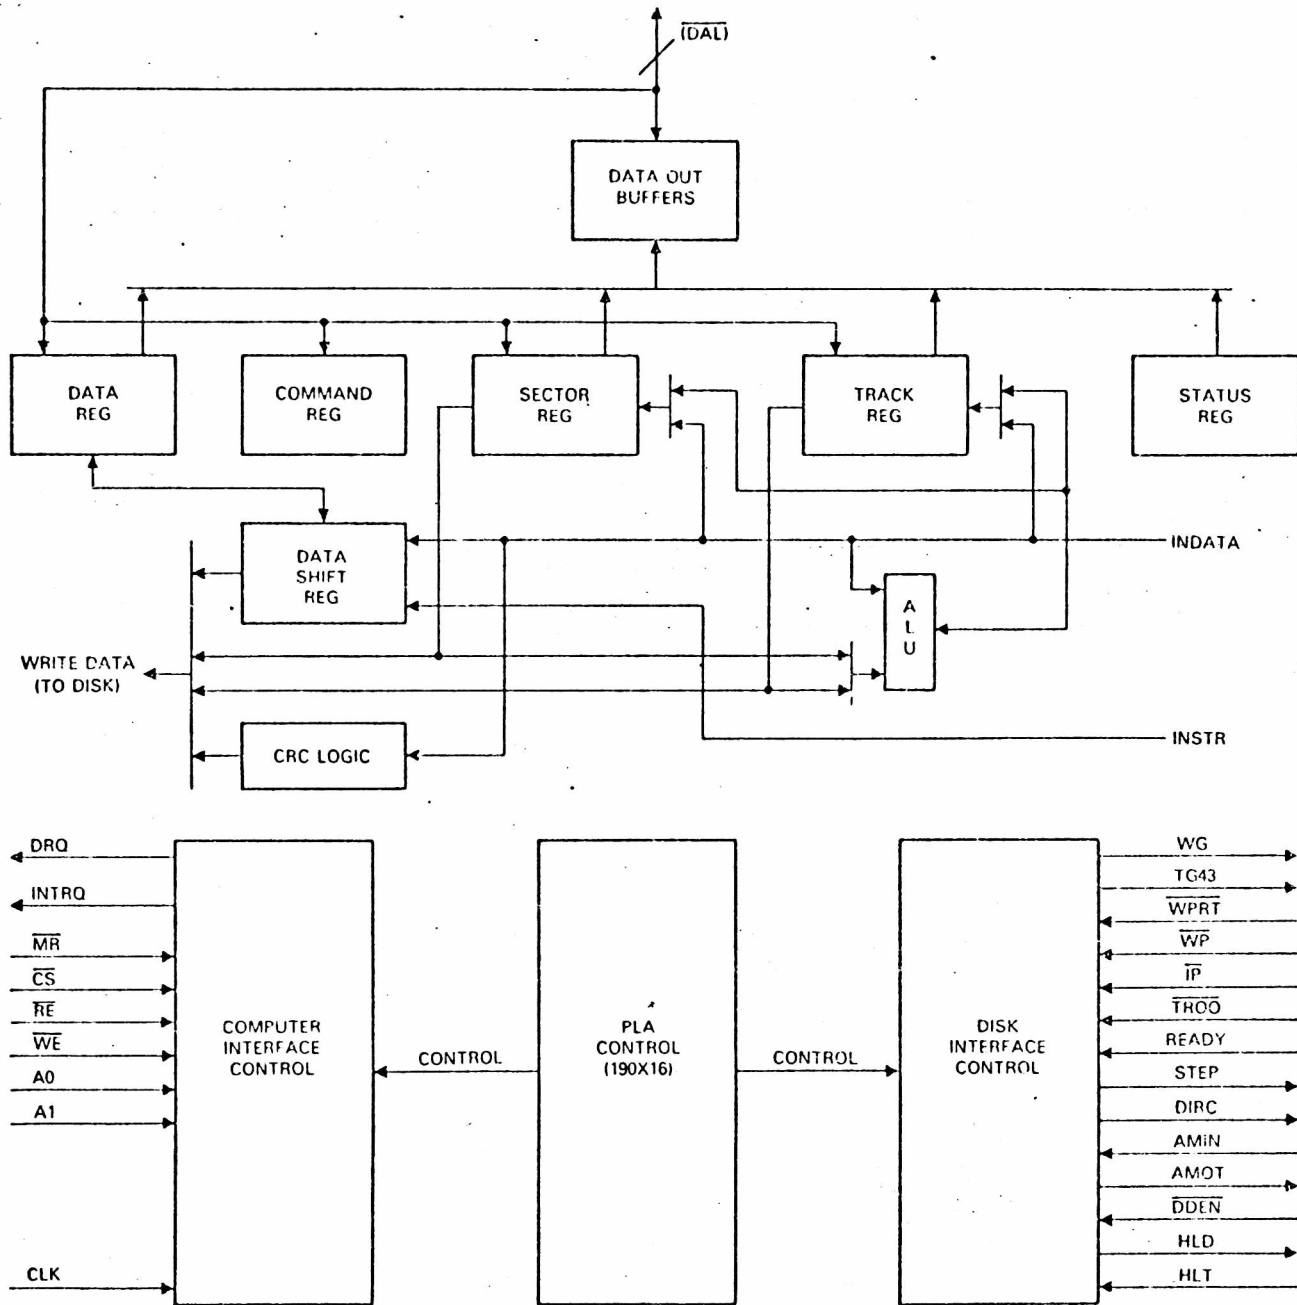 (DAL)
DATA OUT
BUFFERS
DATA
REG
COMMAND
REG
SECTOR
REG
TRACK
REG
STATUS
REG
DATA
SHIFT
REG
INDATA
A
L
U
WRITE DATA
(TO DISK)
CRC LOGIC
INSTR
DRQ
INTRQ
MR
CS
RE
WE
A0
A1
CLK
COMPUTER
INTERFACE
CONTROL
CONTROL
PLA
CONTROL
(190X16)
CONTROL
DISK
INTERFACE
CONTROL
WG
TG43
WPRT
WP
IP
TROO
READY
STEP
DIRC
AMIN
AMOT
DDEN
HLD
HLT